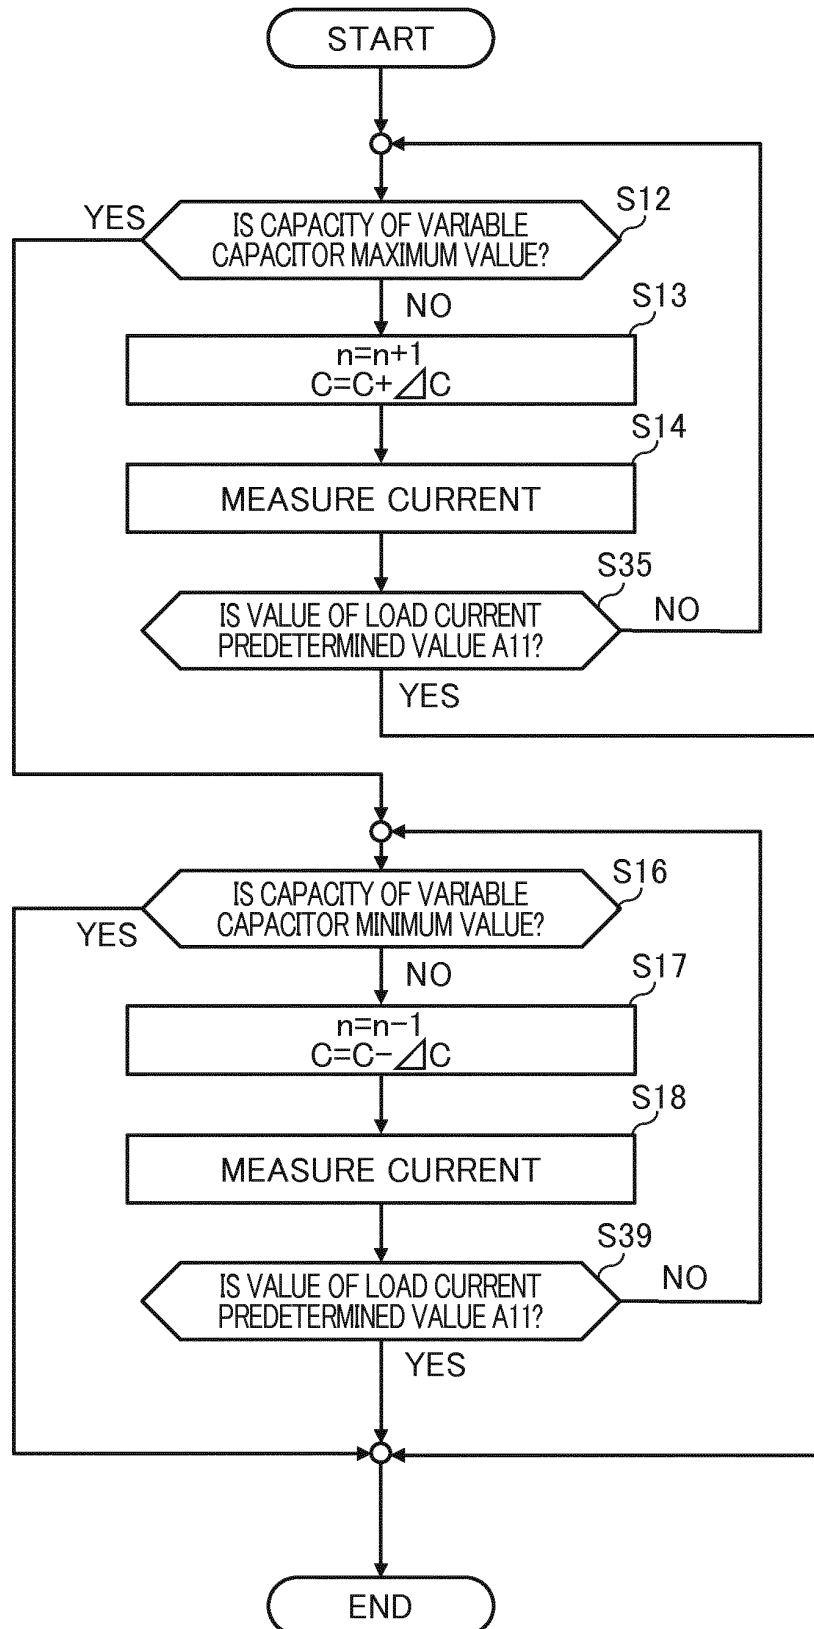 START
YES
IS CAPACITY OF VARIABLE
CAPACITOR MAXIMUM VALUE?
S12
NO
S13
n=n+1
C=C+⊿C
S14
MEASURE CURRENT
S35
IS VALUE OF LOAD CURRENT
PREDETERMINED VALUE A11?
NO
YES
S16
IS CAPACITY OF VARIABLE
CAPACITOR MINIMUM VALUE?
YES
NO
S17
n=n-1
C=C-⊿C
S18
MEASURE CURRENT
S39
IS VALUE OF LOAD CURRENT
PREDETERMINED VALUE A11?
NO
YES
END